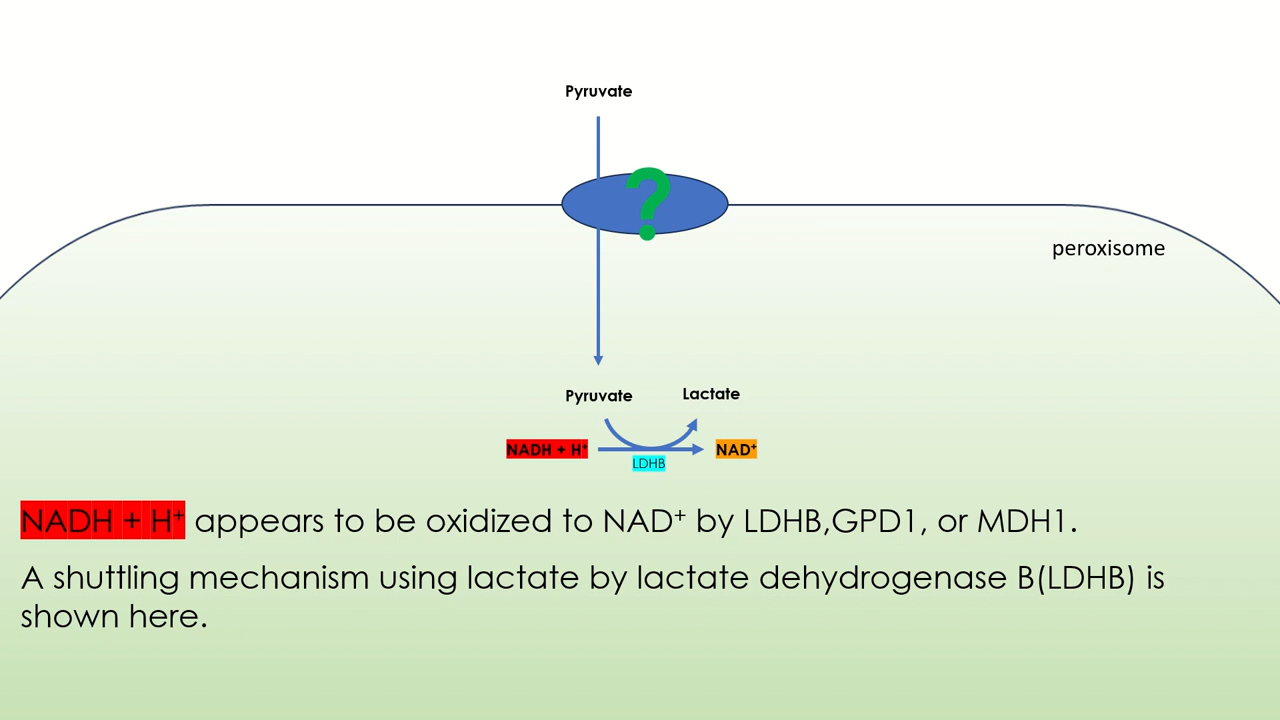 Pyruvate
?
peroxisome
Pyruvate
Lactate
NADH + H⁺
NAD⁺
LDHB
NADH + H⁺ appears to be oxidized to NAD⁺ by LDHB,GPD1, or MDH1.
A shuttling mechanism using lactate by lactate dehydrogenase B(LDHB) is
shown here.